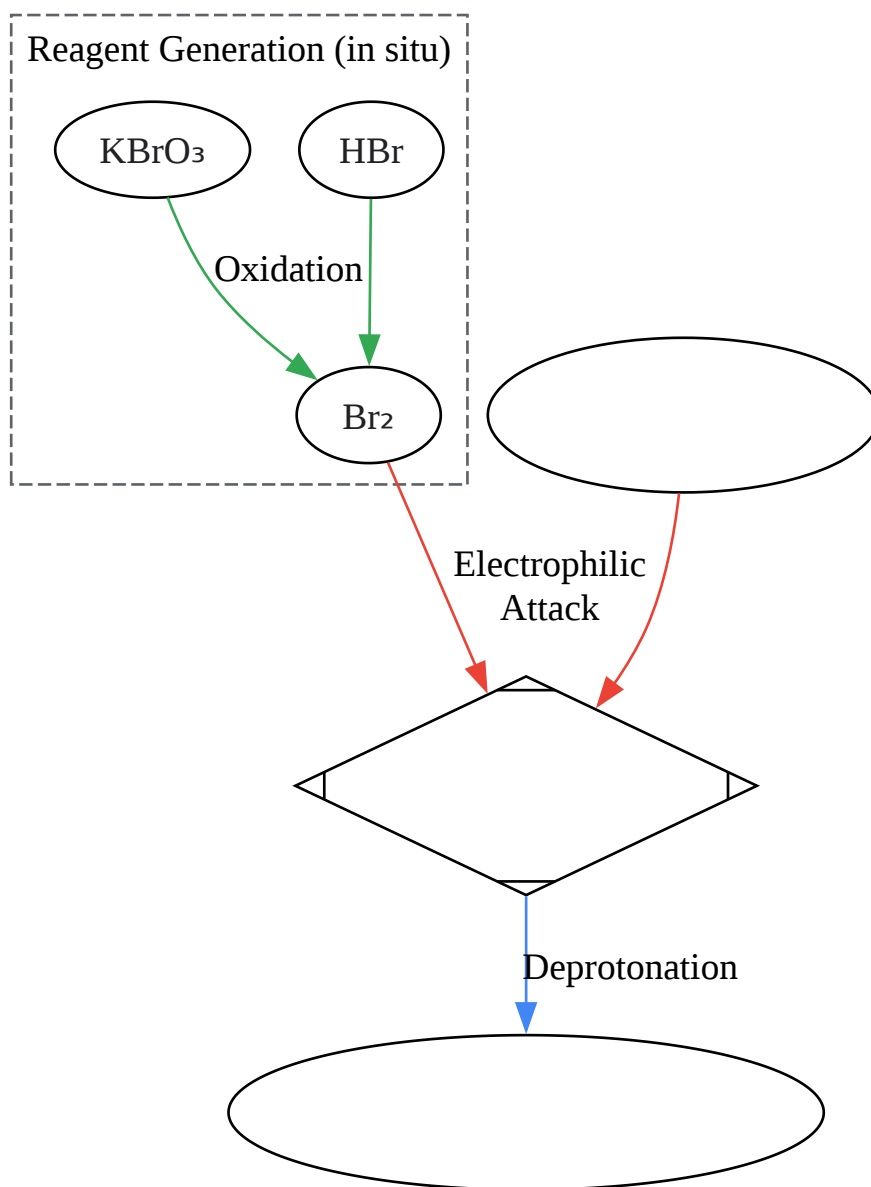 Reagent Generation (in situ)
KBrO₃
HBr
Oxidation
Br₂
Electrophilic
Attack
Deprotonation